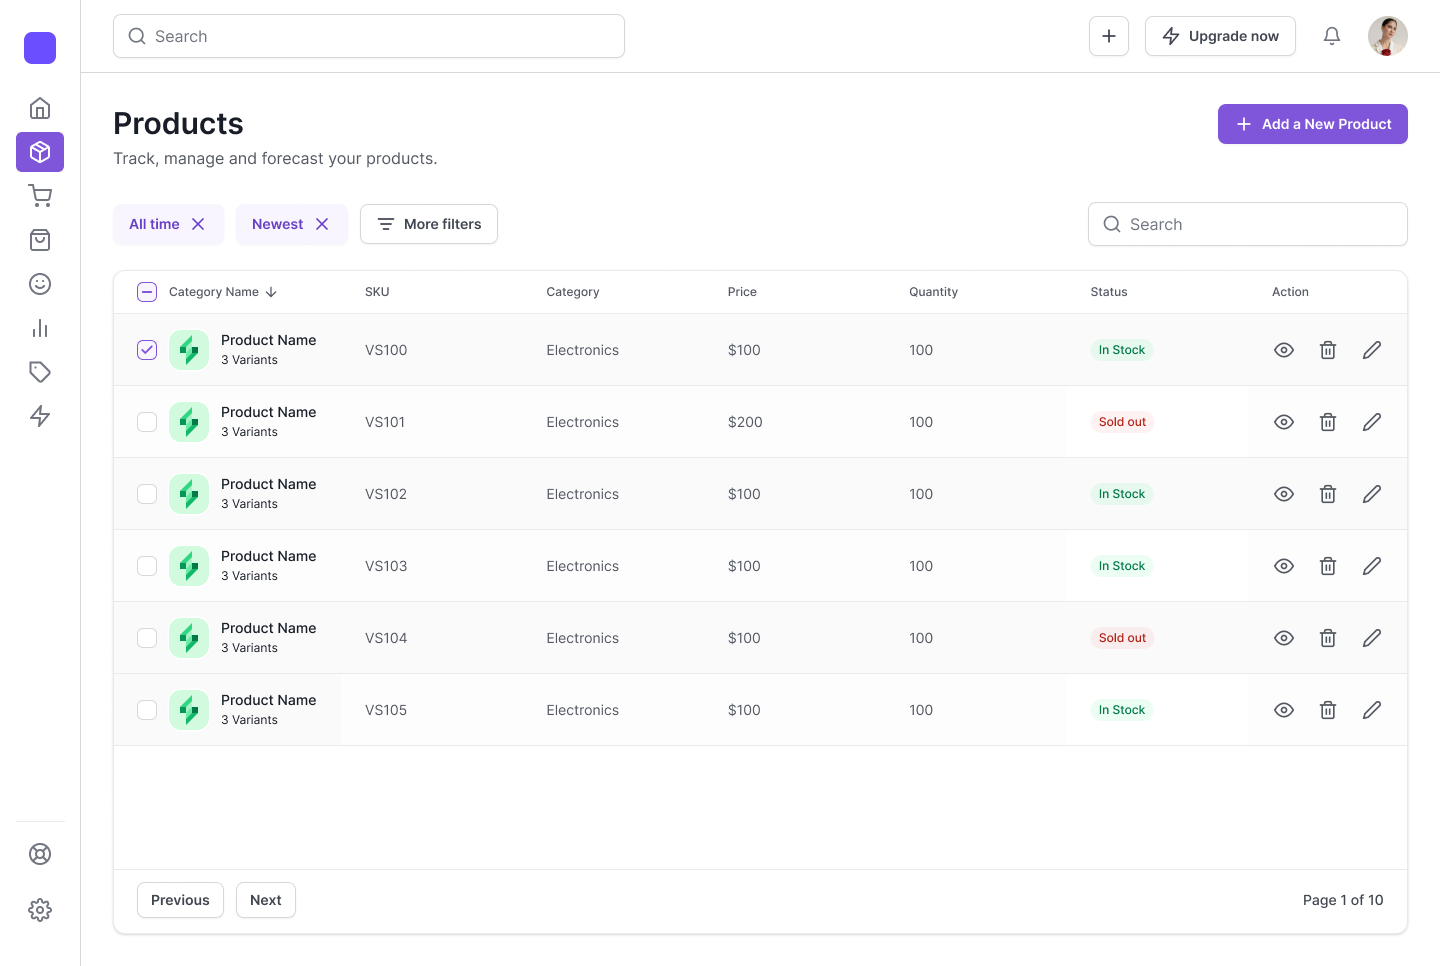 Search
Upgrade now
Products
Add a New Product
Track, manage and forecast your products.
All time
Newest
More filters
Search
Category Name SKU Category Price Quantity Status Action
Product Name
3 Variants
VS100 Electronics $100 100 In Stock
Product Name
3 Variants
VS101 Electronics $200 100 Sold out
Product Name
3 Variants
VS102 Electronics $100 100 In Stock
Product Name
3 Variants
VS103 Electronics $100 100 In Stock
Product Name
3 Variants
VS104 Electronics $100 100 Sold out
Product Name
3 Variants
VS105 Electronics $100 100 In Stock
Previous
Next
Page 1 of 10